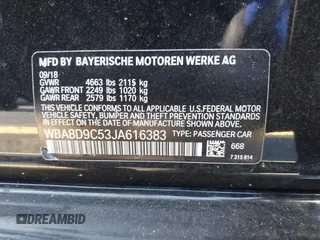 MFD BY BAYERISCHE MOTOREN WERKE AG
09/18
GVWR 4663 lbs 2115 kg
GAWR FRONT 2249 lbs 1020 kg
GAWR REAR 2579 lbs 1170 kg
THIS VEHICLE CONFORMS TO ALL APPLICABLE U.S.
FEDERAL MOTOR VEHICLE SAFETY, BUMPER, AND THEFT
PREVENTION STANDARDS IN EFFECT ON THE DATE OF
MANUFACTURE SHOWN ABOVE.
WBA8D9C53JA616383 TYPE: PASSENGER CAR
668
7 315 814
DREAMBID